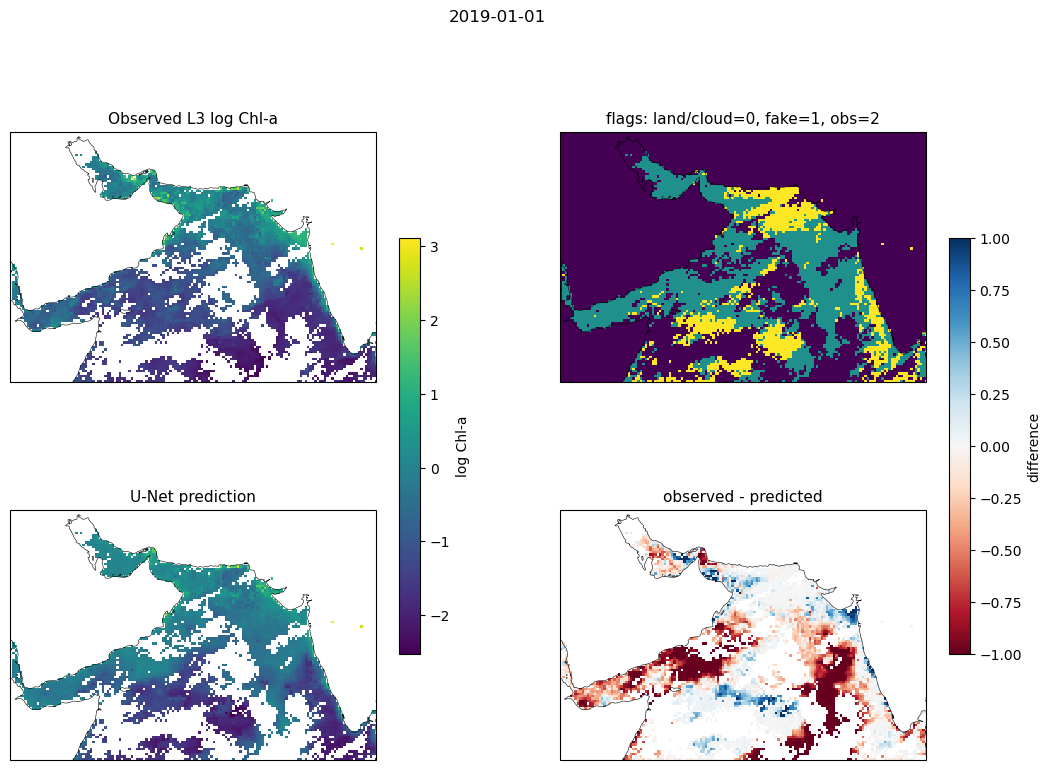 2019-01-01
Observed L3 log Chl-a
flags: land/cloud=0, fake=1, obs=2
3
2
1
0
−1
−2
log Chl-a
1.00
0.75
0.50
0.25
0.00
−0.25
−0.50
−0.75
−1.00
difference
U-Net prediction
observed - predicted